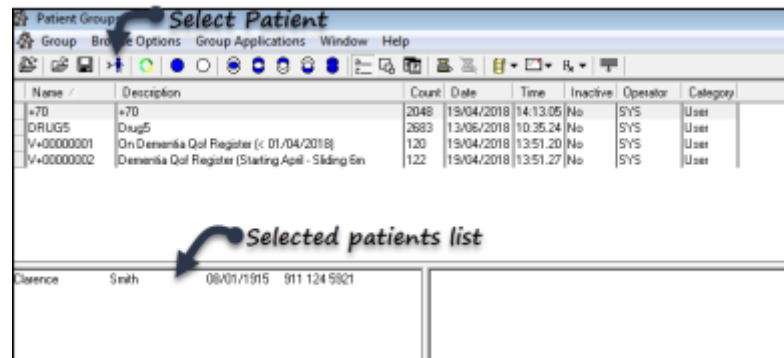 Patient Groups
Select Patient
Group Browse Options Group Applications Window Help
Name / Description Count Date Time Inactive Operator Category
+70 +70 2048 19/04/2018 14:13.05 No SYS User
DRUG5 Drug5 2683 13/06/2018 10:35.24 No SYS User
V+00000001 On Dementia Qof Register (< 01/04/2018) 120 19/04/2018 13:51.20 No SYS User
V+00000002 Dementia Qof Register (Starting April - Sliding 6m 122 19/04/2018 13:51.27 No SYS User
Selected patients list
Clarence Smith 08/01/1915 911 124 5921